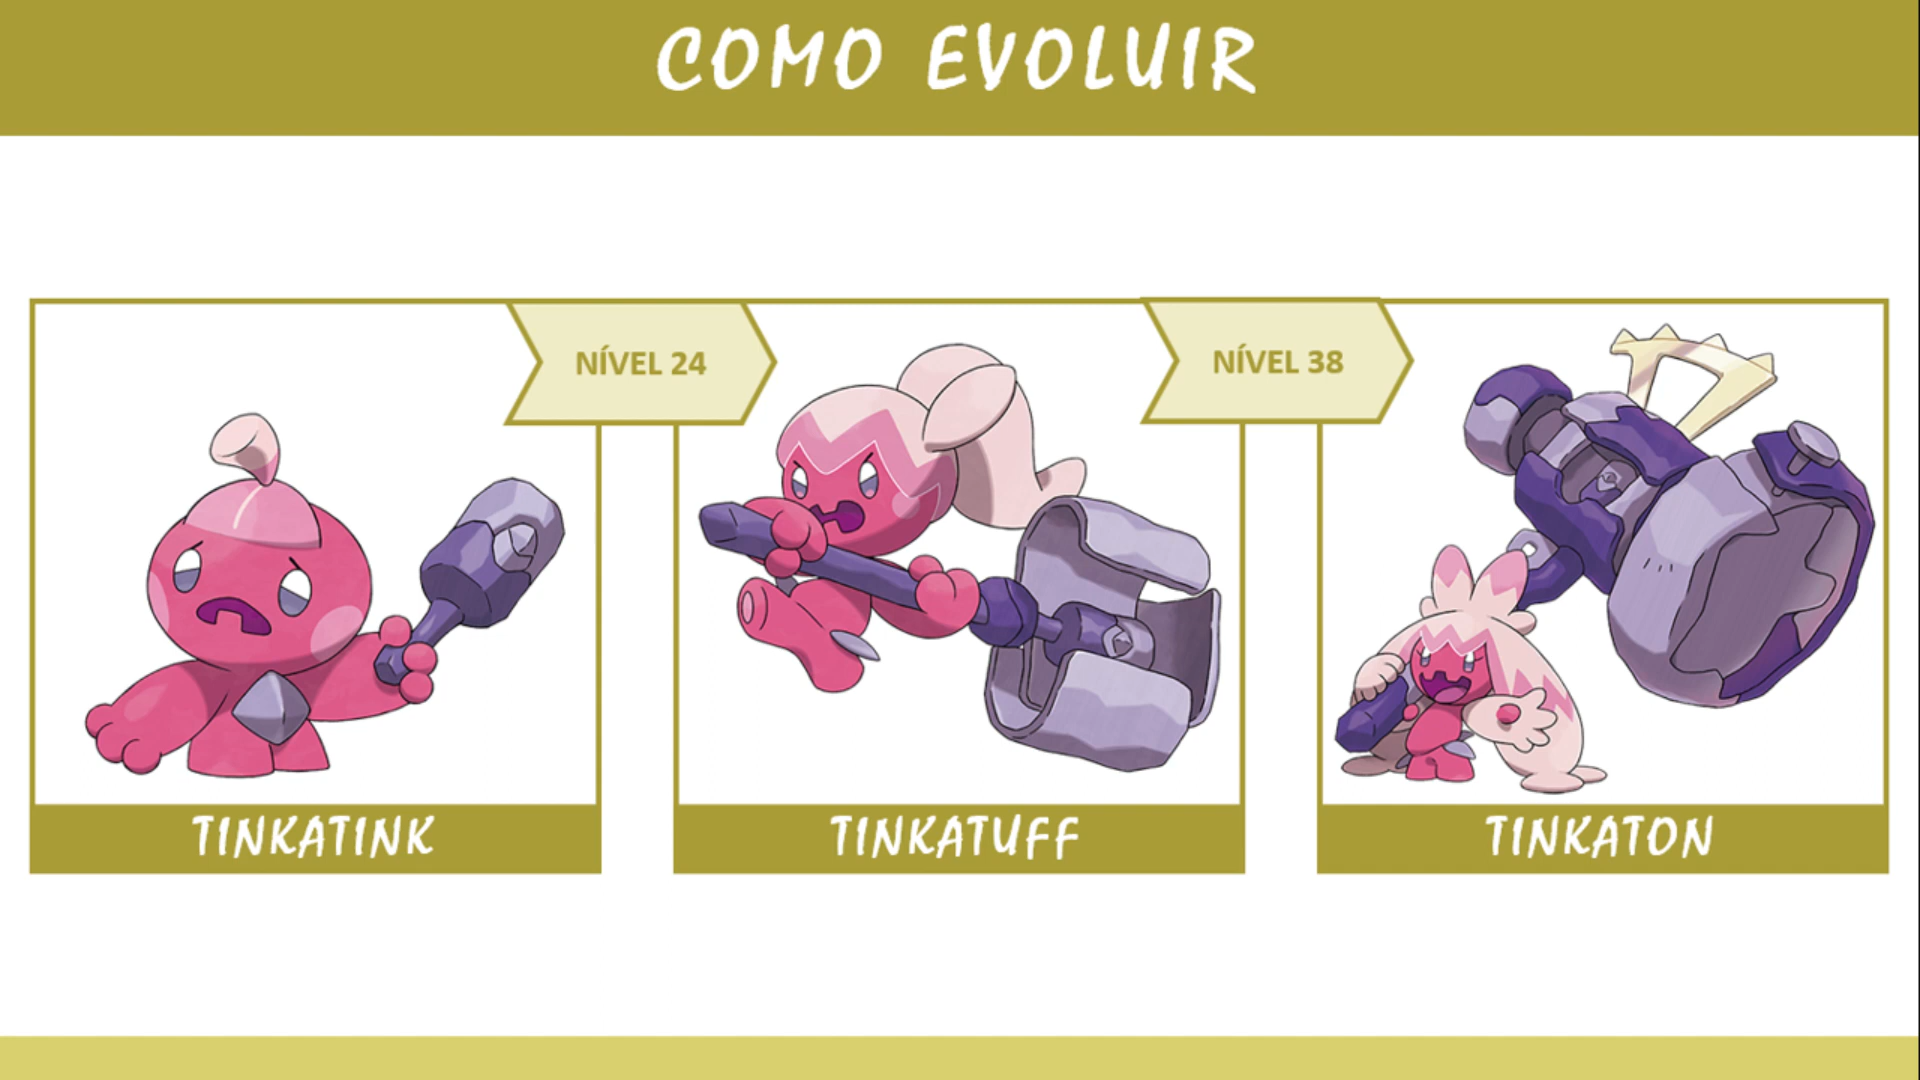 COMO EVOLUIR
NÍVEL 24
NÍVEL 38
TINKATINK
TINKATUFF
TINKATON